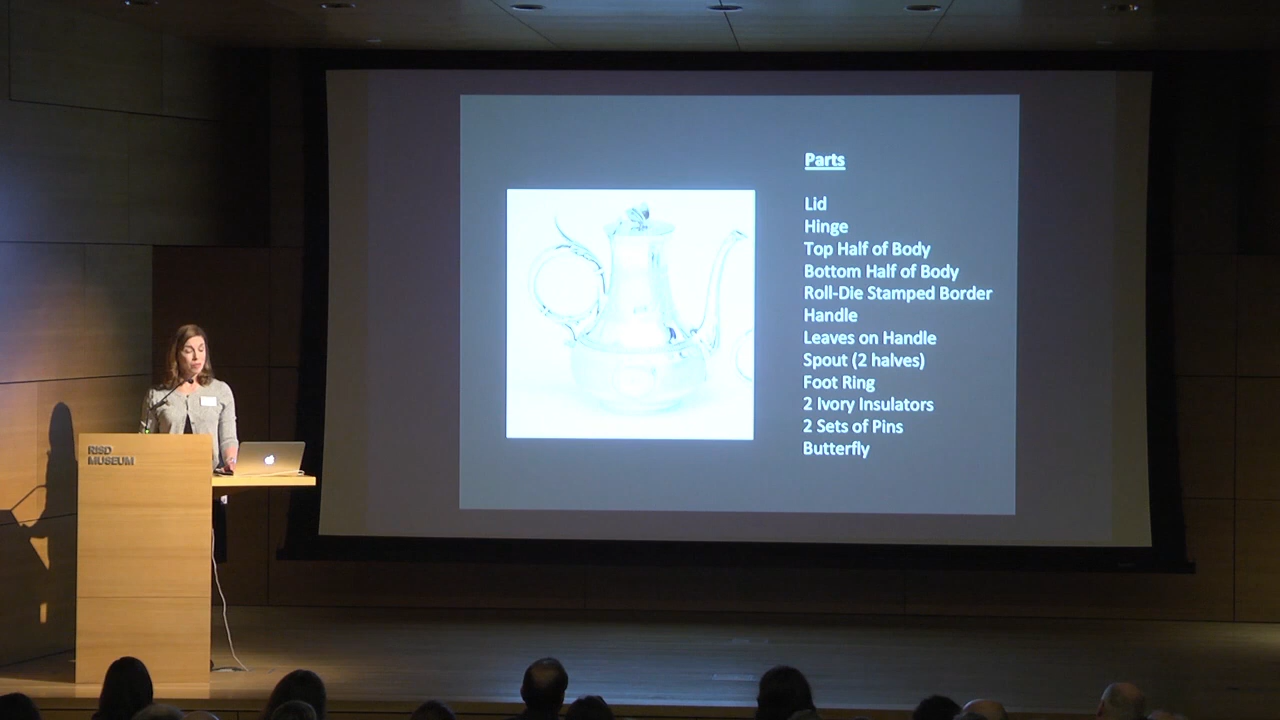 Parts
Lid
Hinge
Top Half of Body
Bottom Half of Body
Roll-Die Stamped Border
Handle
Leaves on Handle
Spout (2 halves)
Foot Ring
2 Ivory Insulators
2 Sets of Pins
Butterfly
RISD
MUSEUM